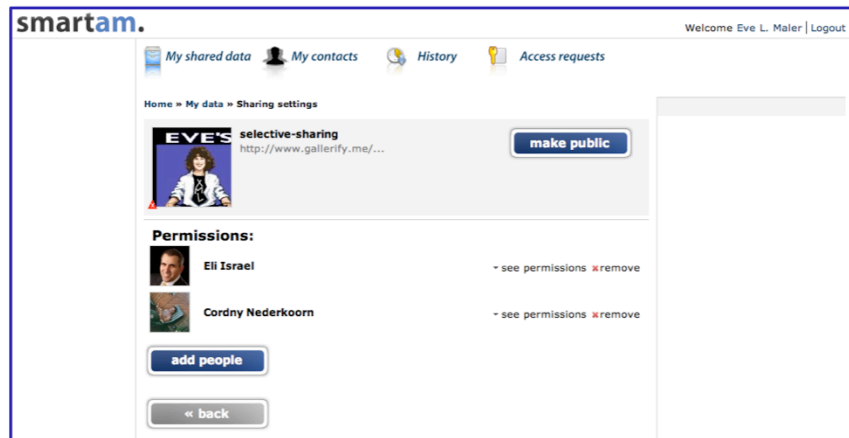 smartam.
Welcome Eve L. Maler | Logout
My shared data My contacts History Access requests
Home » My data » Sharing settings
EVE'S
selective-sharing
http://www.gallerify.me/...
make public
Permissions:
Eli Israel
see permissions remove
Cordny Nederkoorn
see permissions remove
add people
« back